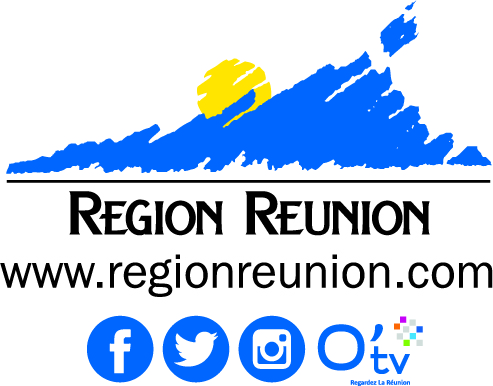 REGION REUNION
www.regionreunion.com
f
O'tv
Regardez La Réunion